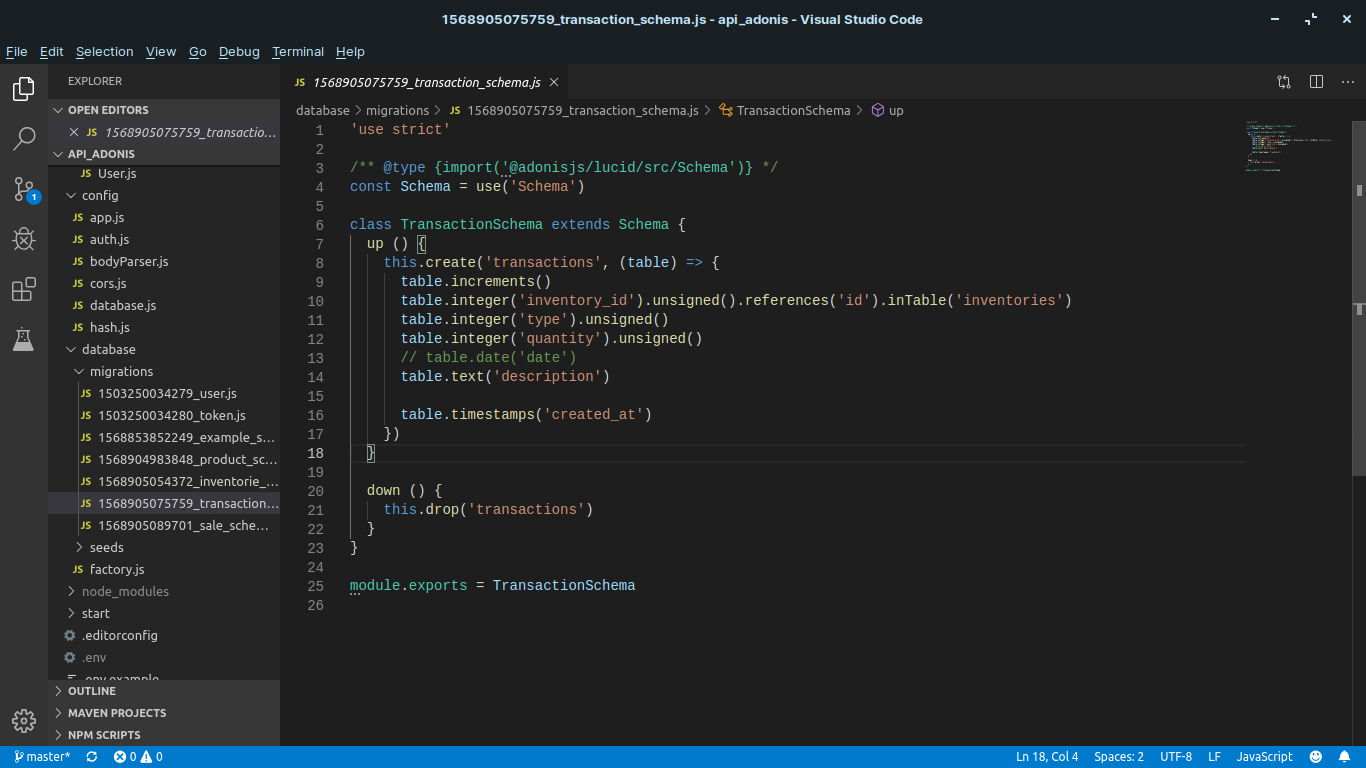 1568905075759_transaction_schema.js - api_adonis - Visual Studio Code
File Edit Selection View Go Debug Terminal Help
EXPLORER
OPEN EDITORS
JS 1568905075759_transactio...
API_ADONIS
JS User.js
config
JS app.js
JS auth.js
JS bodyParser.js
JS cors.js
JS database.js
JS hash.js
database
migrations
JS 1503250034279_user.js
JS 1503250034280_token.js
JS 1568853852249_example_s...
JS 1568904983848_product_sc...
JS 1568905054372_inventorie_...
JS 1568905075759_transaction...
JS 1568905089701_sale_sche...
seeds
JS factory.js
node_modules
start
.editorconfig
.env
.env.example
OUTLINE
MAVEN PROJECTS
NPM SCRIPTS
1
JS 1568905075759_transaction_schema.js
database > migrations > JS 1568905075759_transaction_schema.js > TransactionSchema > up
1 'use strict'
2
3 /** @type {import('@adonisjs/lucid/src/Schema')} */
4 const Schema = use('Schema')
5
6 class TransactionSchema extends Schema {
7 up () {
8 this.create('transactions', (table) => {
9 table.increments()
10 table.integer('inventory_id').unsigned().references('id').inTable('inventories')
11 table.integer('type').unsigned()
12 table.integer('quantity').unsigned()
13 // table.date('date')
14 table.text('description')
15
16 table.timestamps('created_at')
17 })
18 }
19
20 down () {
21 this.drop('transactions')
22 }
23 }
24
25 module.exports = TransactionSchema
26
master* 0 0 Ln 18, Col 4 Spaces: 2 UTF-8 LF JavaScript